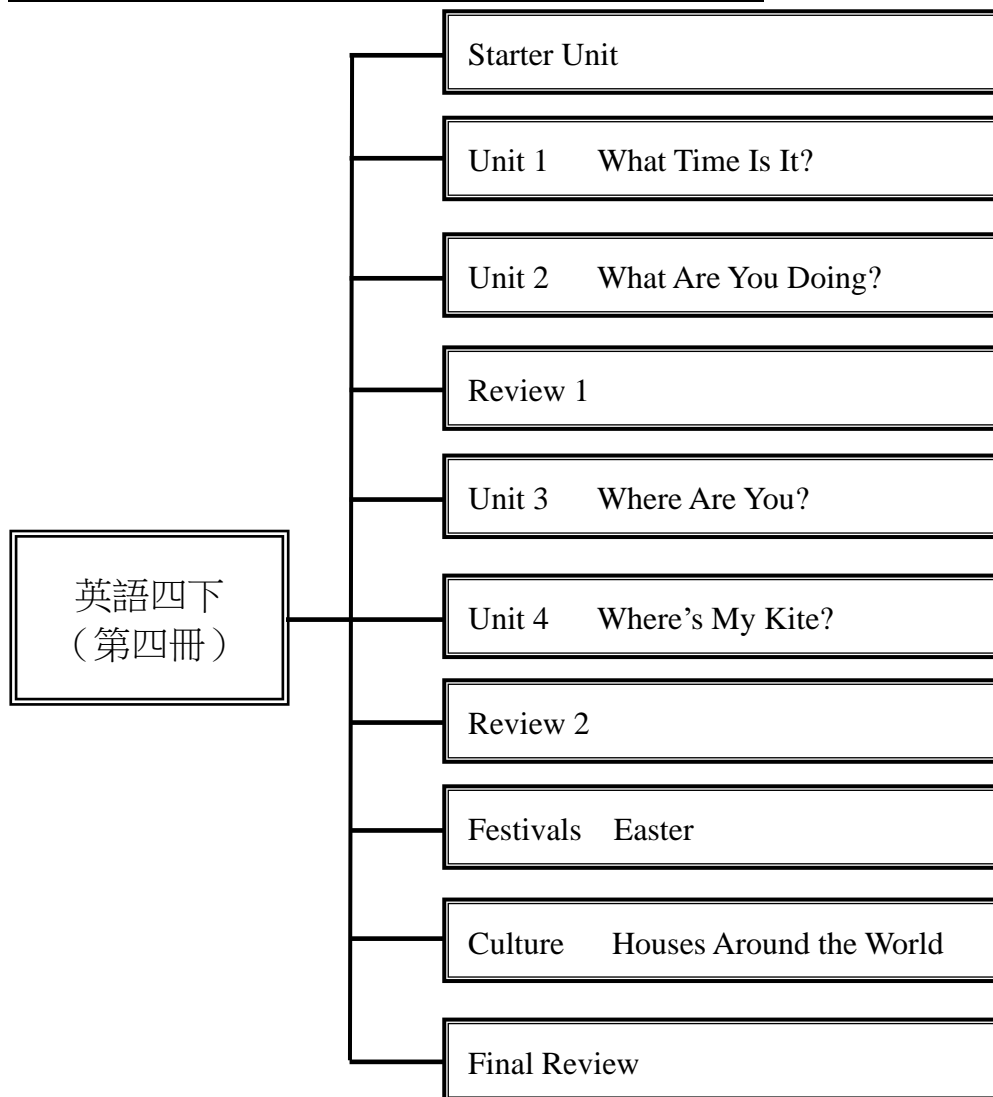 Starter Unit
Unit 1 What Time Is It?
Unit 2 What Are You Doing?
Review 1
Unit 3 Where Are You?
英語四下
（第四冊）
Unit 4 Where’s My Kite?
Review 2
Festivals Easter
Culture Houses Around the World
Final Review